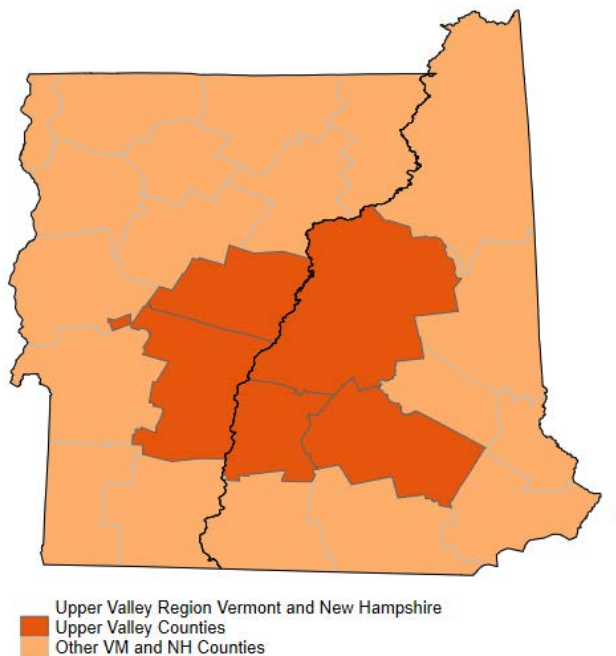 Upper Valley Region Vermont and New Hampshire
Upper Valley Counties
Other VM and NH Counties